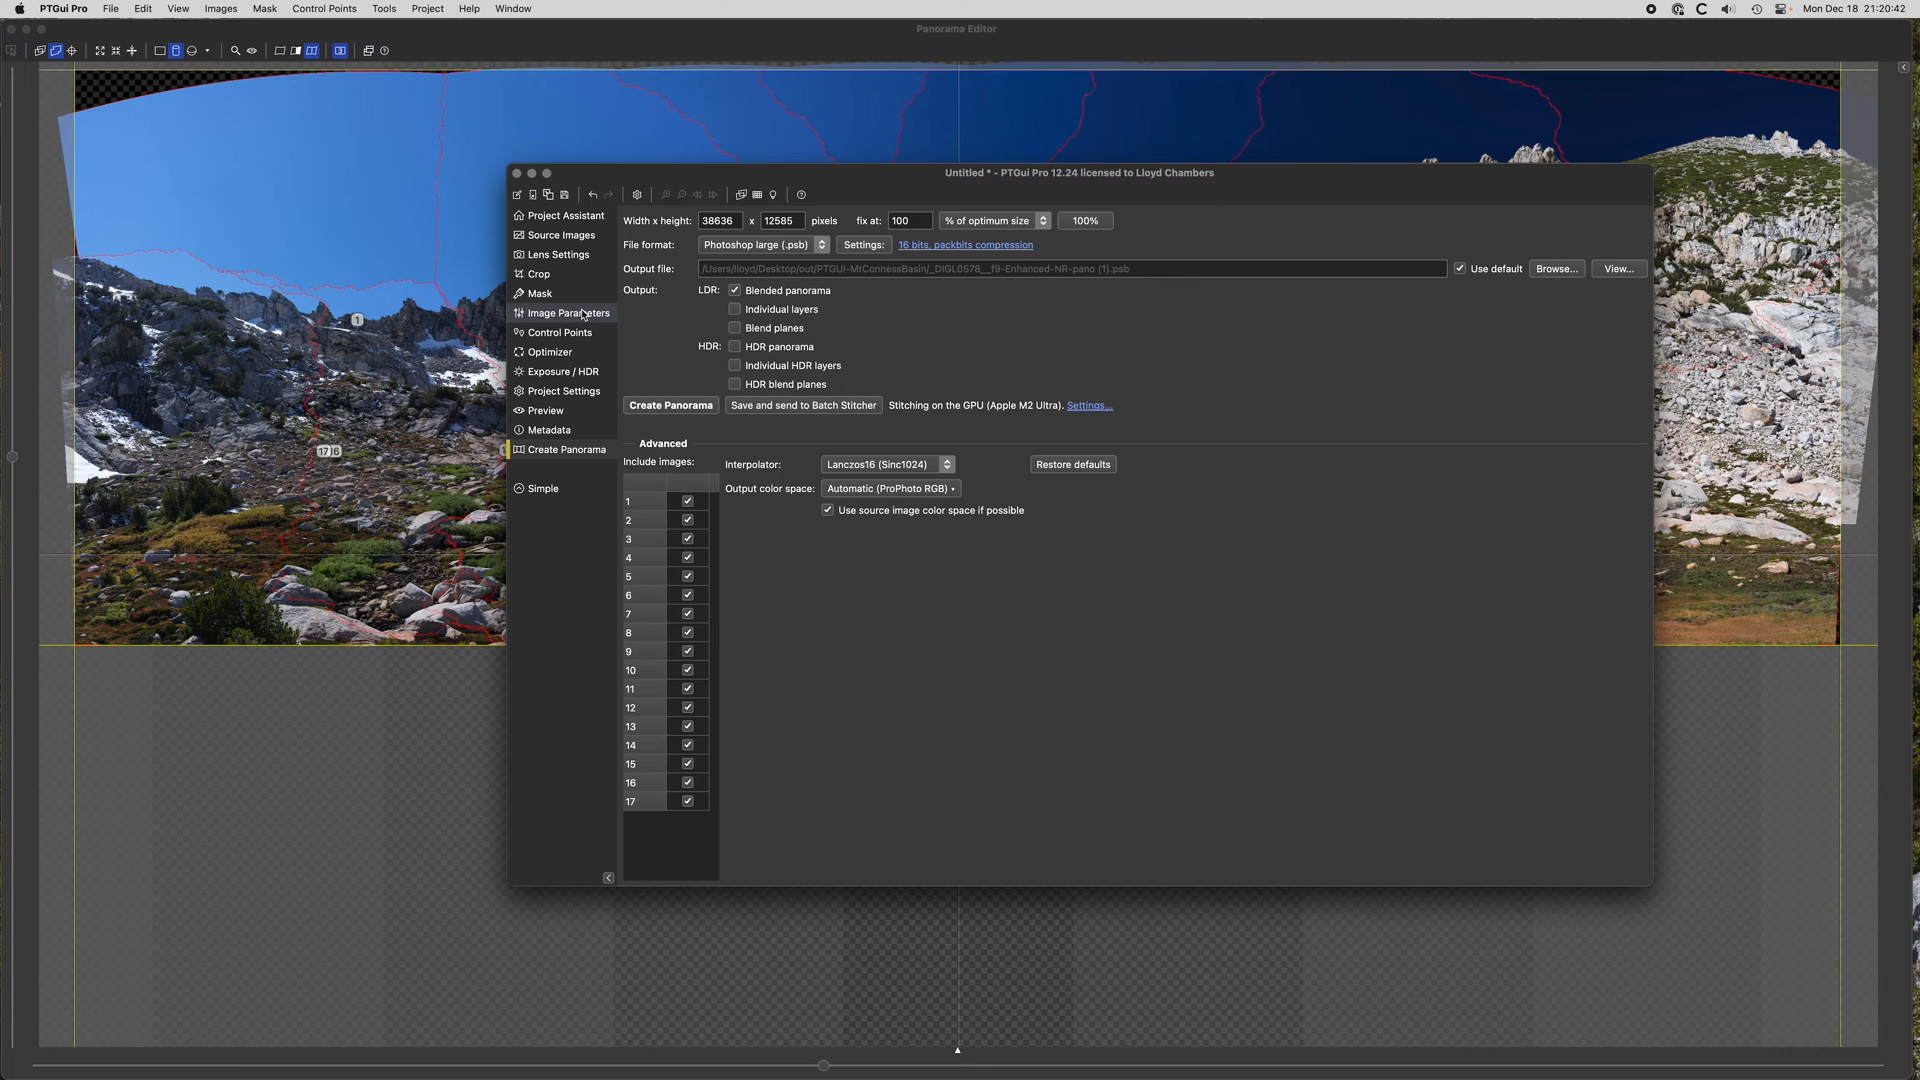 PTGui Pro File Edit View Images Mask Control Points Tools Project Help Window Mon Dec 18 21:20:42
Panorama Editor
Untitled * - PTGui Pro 12.24 licensed to Lloyd Chambers
Project Assistant
Source Images
Lens Settings
Crop
Mask
Image Parameters
Control Points
Optimizer
Exposure / HDR
Project Settings
Preview
Metadata
Create Panorama
Simple
Width x height: 38636 x 12585 pixels fix at: 100 % of optimum size 100%
File format: Photoshop large (.psb) Settings: 16 bits, packbits compression
Output file: /Users/lloyd/Desktop/out/PTGUI-MtConnessBasin/_DIGL0578__f9-Enhanced-NR-pano (1).psb Use default Browse... View...
Output: LDR: Blended panorama
Individual layers
Blend planes
HDR: HDR panorama
Individual HDR layers
HDR blend planes
Create Panorama Save and send to Batch Stitcher Stitching on the GPU (Apple M2 Ultra). Settings...
Advanced
Include images: Interpolator: Lanczos16 (Sinc1024) Restore defaults
Output color space: Automatic (ProPhoto RGB)
Use source image color space if possible
1
2
3
4
5
6
7
8
9
10
11
12
13
14
15
16
17
1
17 6